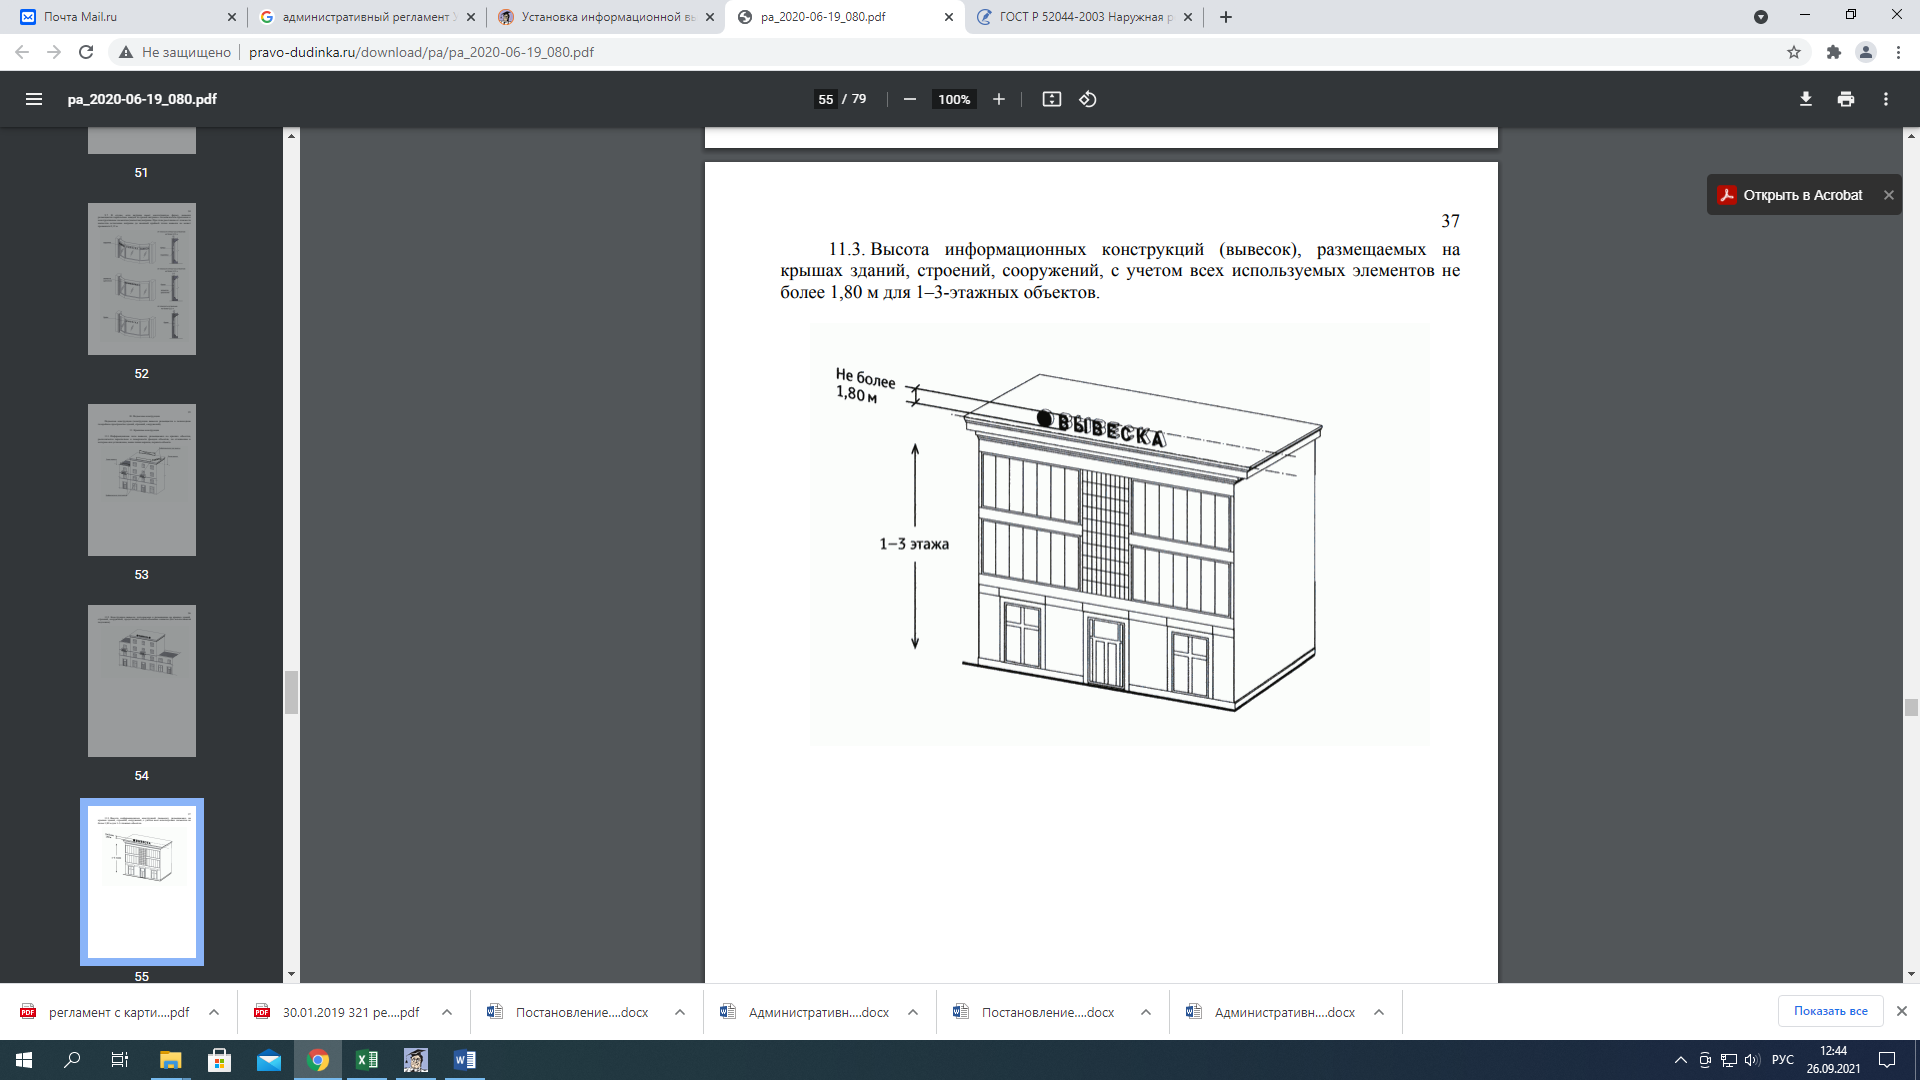 Почта Mail.ru
административный регламент
Установка информационной вы
pa_2020-06-19_080.pdf
ГОСТ Р 52044-2003 Наружная р
Не защищено
pravo-dudinka.ru/download/pa/pa_2020-06-19_080.pdf
pa_2020-06-19_080.pdf
55 / 79
100%
Открыть в Acrobat
51
52
53
54
55
37
11.3. Высота информационных конструкций (вывесок), размещаемых на
крышах зданий, строений, сооружений, с учетом всех используемых элементов не
более 1,80 м для 1–3-этажных объектов.
Не более
1,80 м
ВЫВЕСКА
1–3 этажа
регламент с карти....pdf
30.01.2019 321 ре....pdf
Постановление....docx
Административн....docx
Постановление....docx
Административн....docx
Показать все
РУС
12:44
26.09.2021